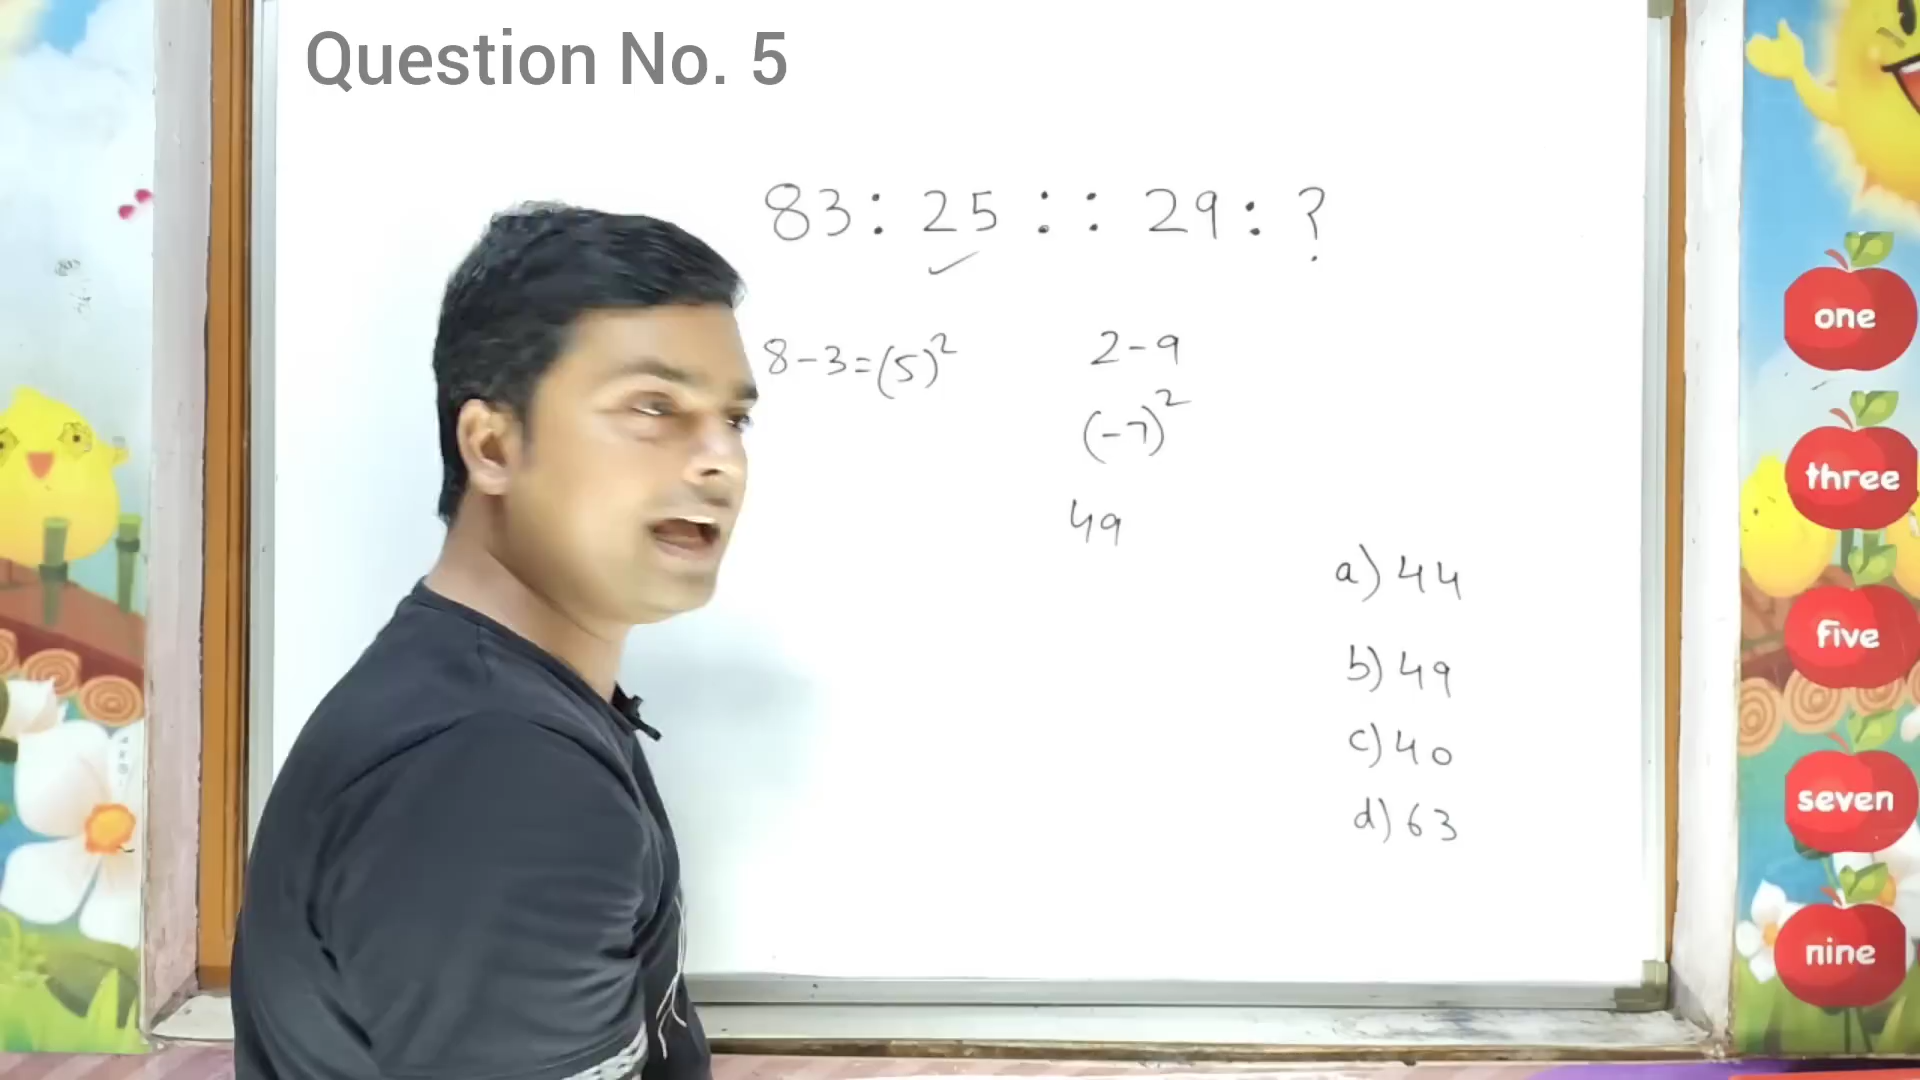 Question No. 5
83 : 25 : : 29 : ?
8-3=(5)²
2-9
(-7)²
49
a) 44
b) 49
c) 40
d) 63
one
three
five
seven
nine